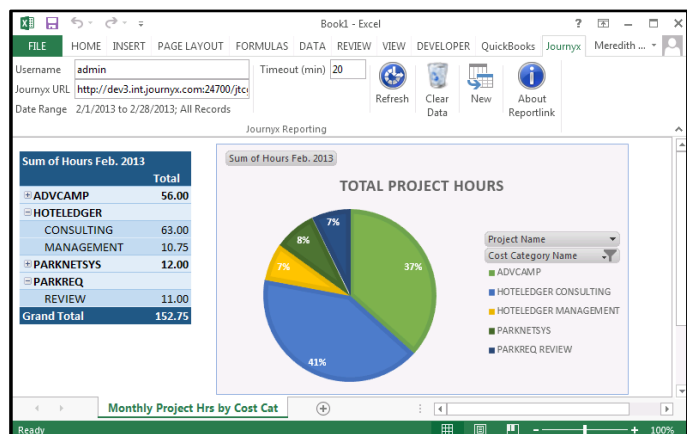 Book1 - Excel
FILE HOME INSERT PAGE LAYOUT FORMULAS DATA REVIEW VIEW DEVELOPER QuickBooks Journyx Meredith ...
Username admin Timeout (min) 20
Journyx URL http://dev3.int.journyx.com:24700/jtc
Date Range 2/1/2013 to 2/28/2013; All Records
Refresh
Clear Data
New
About Reportlink
Journyx Reporting
Sum of Hours Feb. 2013
Total
ADVCAMP 56.00
HOTELEDGER
CONSULTING 63.00
MANAGEMENT 10.75
PARKNETSYS 12.00
PARKREQ
REVIEW 11.00
Grand Total 152.75
Sum of Hours Feb. 2013
TOTAL PROJECT HOURS
7%
8%
7%
37%
41%
Project Name
Cost Category Name
ADVCAMP
HOTELEDGER CONSULTING
HOTELEDGER MANAGEMENT
PARKNETSYS
PARKREQ REVIEW
Monthly Project Hrs by Cost Cat
Ready
100%